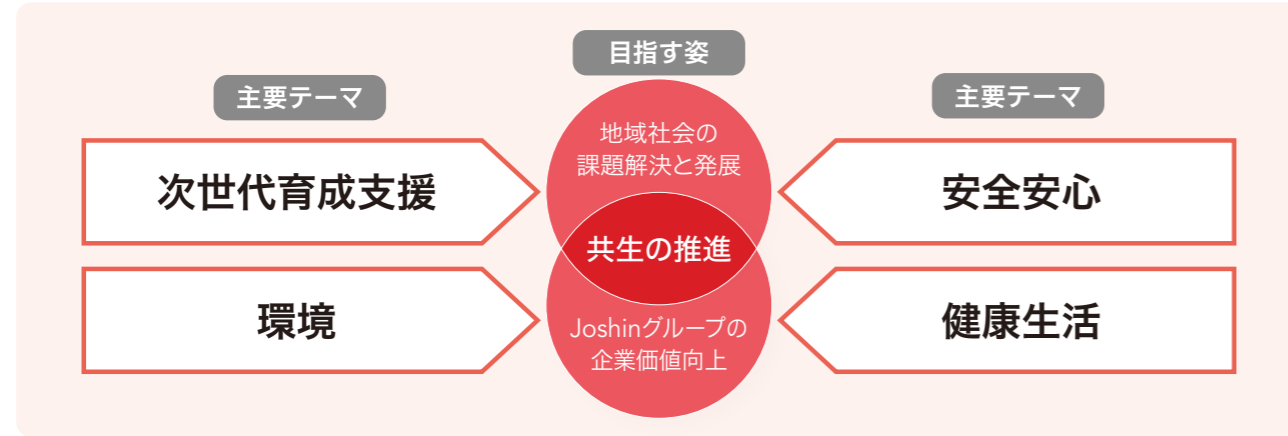 目指す姿
主要テーマ
主要テーマ
地域社会の
課題解決と発展
次世代育成支援
安全安心
共生の推進
環境
健康生活
Joshinグループの
企業価値向上